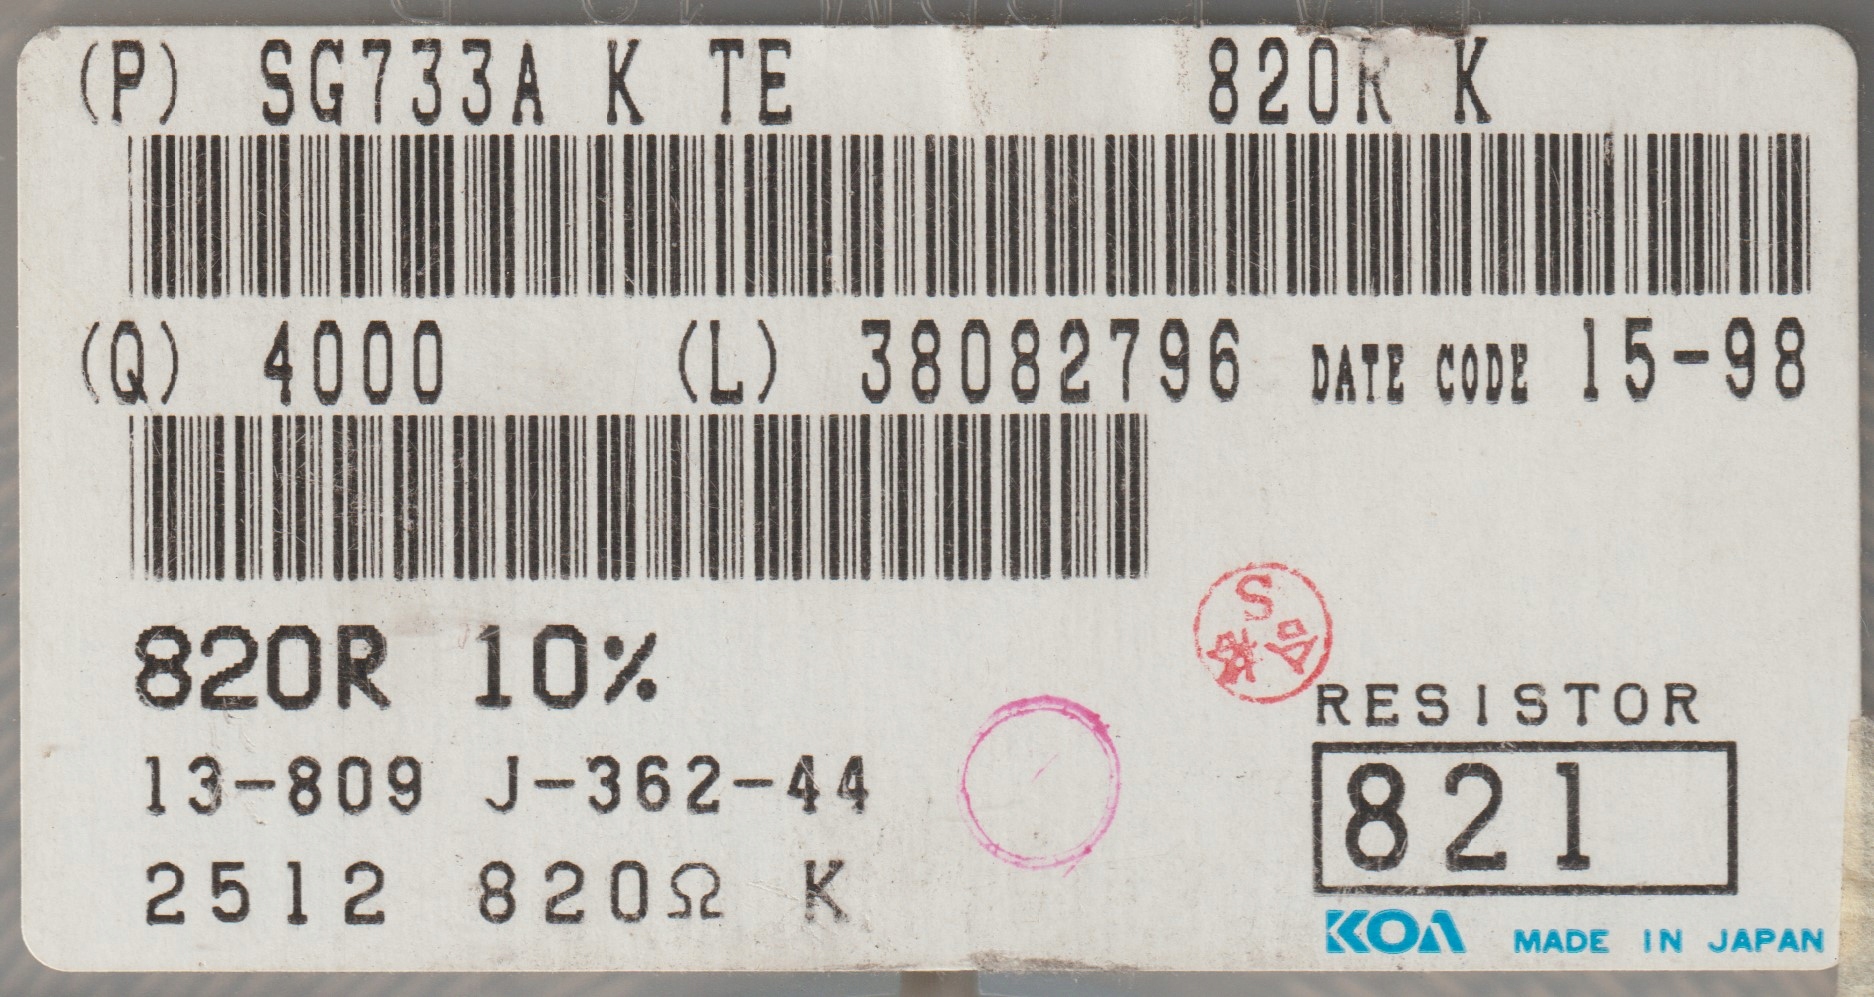 (P) SG733A K TE 820R K
(Q) 4000 (L) 38082796 DATE CODE 15-98
820R 10%
13-809 J-362-44
2512 820Ω K
S
RESISTOR
821
KOA MADE IN JAPAN